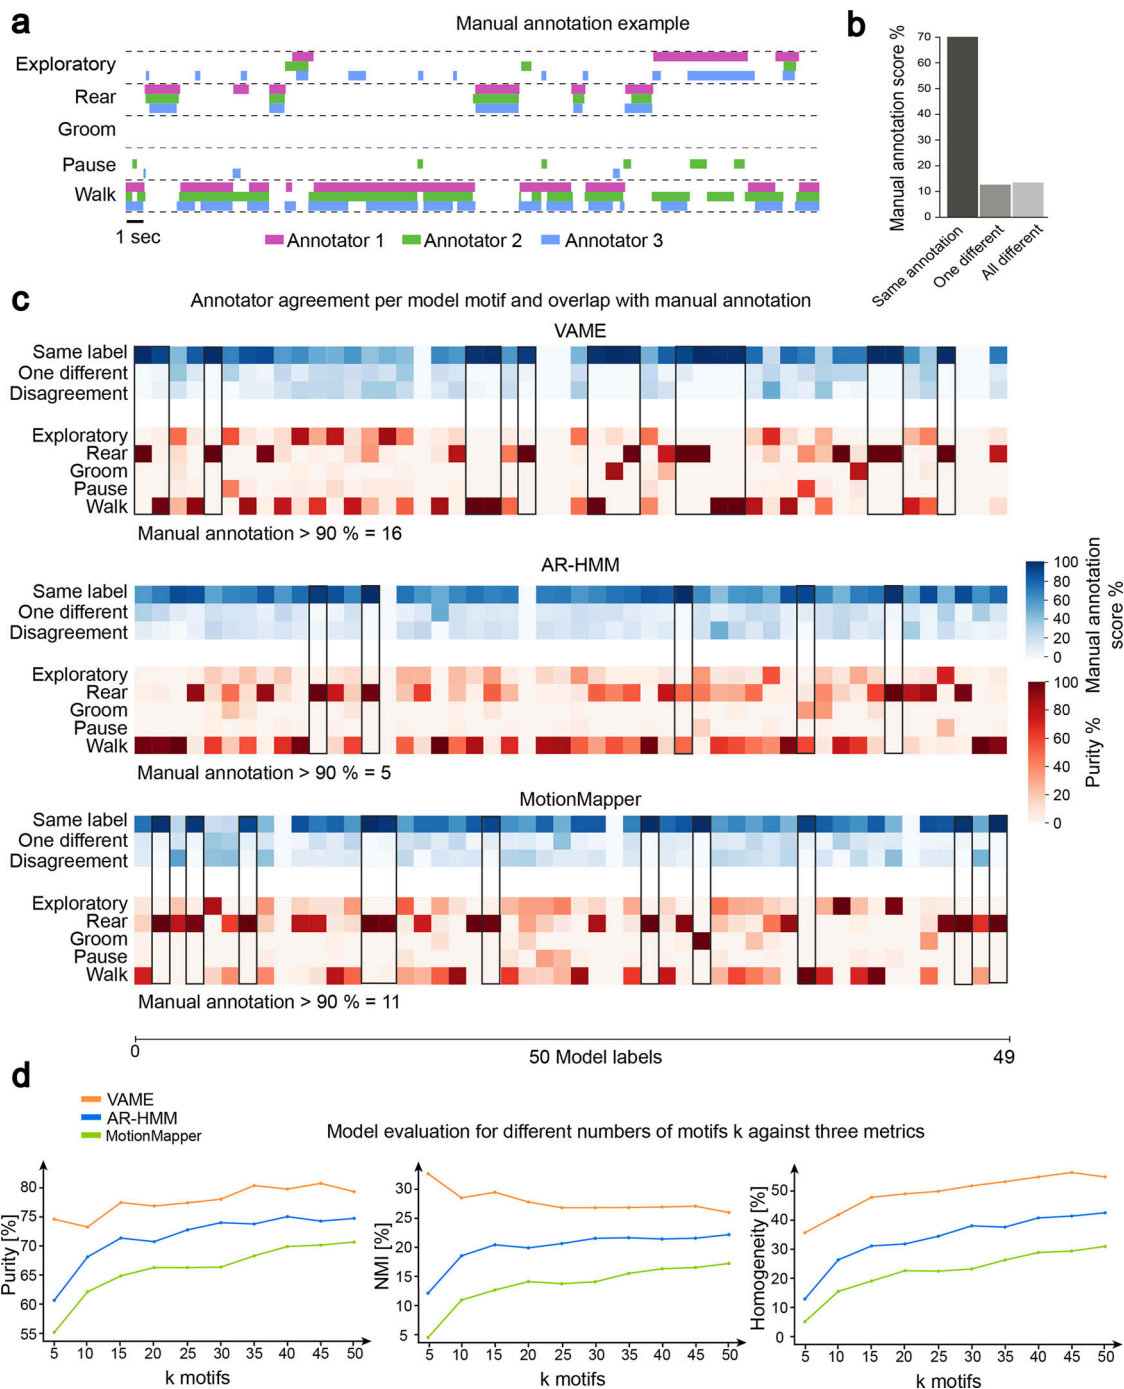 a
Manual annotation example
Exploratory
Rear
Groom
Pause
Walk
1 sec
Annotator 1
Annotator 2
Annotator 3
b
Manual annotation score %
70
60
50
40
30
20
10
0
Same annotation
One different
All different
c
Annotator agreement per model motif and overlap with manual annotation
VAME
Same label
One different
Disagreement
Exploratory
Rear
Groom
Pause
Walk
Manual annotation > 90 % = 16
AR-HMM
Same label
One different
Disagreement
Exploratory
Rear
Groom
Pause
Walk
Manual annotation > 90 % = 5
MotionMapper
Same label
One different
Disagreement
Exploratory
Rear
Groom
Pause
Walk
Manual annotation > 90 % = 11
100
80
60
40
20
0
Manual annotation
score %
100
80
60
40
20
0
Purity %
0
50 Model labels
49
d
VAME
AR-HMM
MotionMapper
Model evaluation for different numbers of motifs k against three metrics
Purity [%]
80
75
70
65
60
55
5 10 15 20 25 30 35 40 45 50
k motifs
NMI [%]
30
25
20
15
10
5
5 10 15 20 25 30 35 40 45 50
k motifs
Homogeneity [%]
50
40
30
20
10
0
5 10 15 20 25 30 35 40 45 50
k motifs